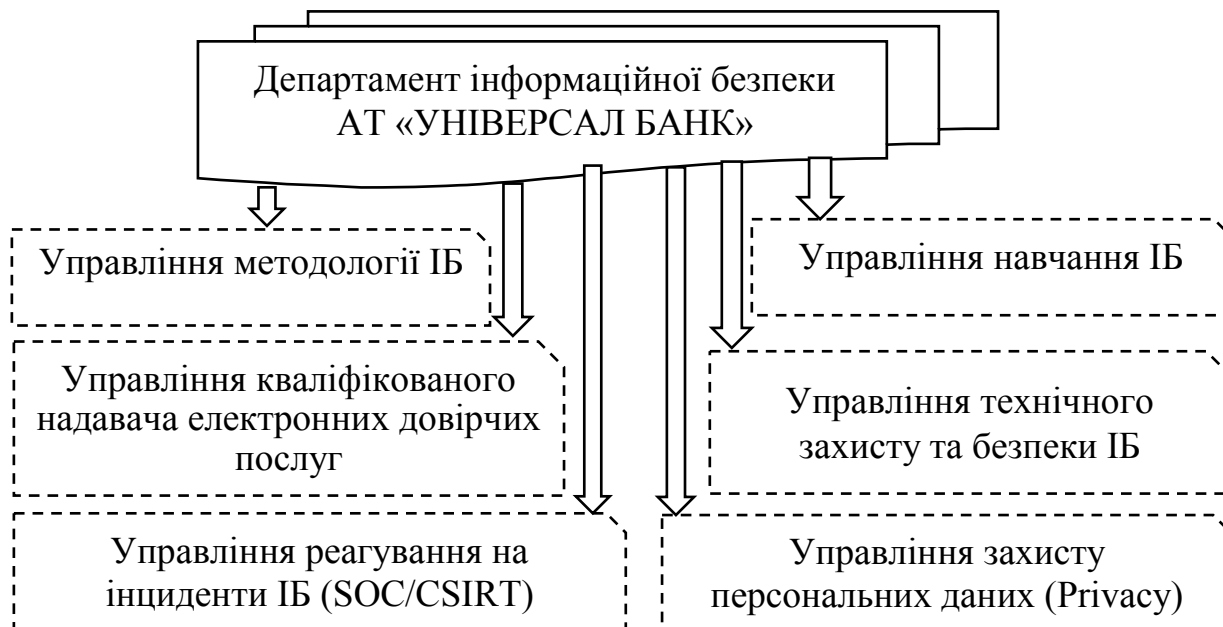 Департамент інформаційної безпеки
АТ «УНІВЕРСАЛ БАНК»
Управління методології ІБ
Управління навчання ІБ
Управління кваліфікованого
надавача електронних довірчих
послуг
Управління технічного
захисту та безпеки ІБ
Управління реагування на
інциденти ІБ (SOC/CSIRT)
Управління захисту
персональних даних (Privacy)